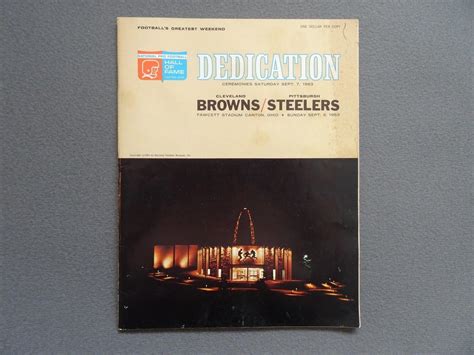 FOOTBALL'S GREATEST WEEKEND
ONE DOLLAR PER COPY
NATIONAL PRO FOOTBALL
HALL OF FAME
DEDICATION
CEREMONIES SATURDAY SEPT. 7, 1963
CLEVELAND PITTSBURGH
BROWNS/STEELERS
FAWCETT STADIUM CANTON, OHIO • SUNDAY SEPT. 8, 1963